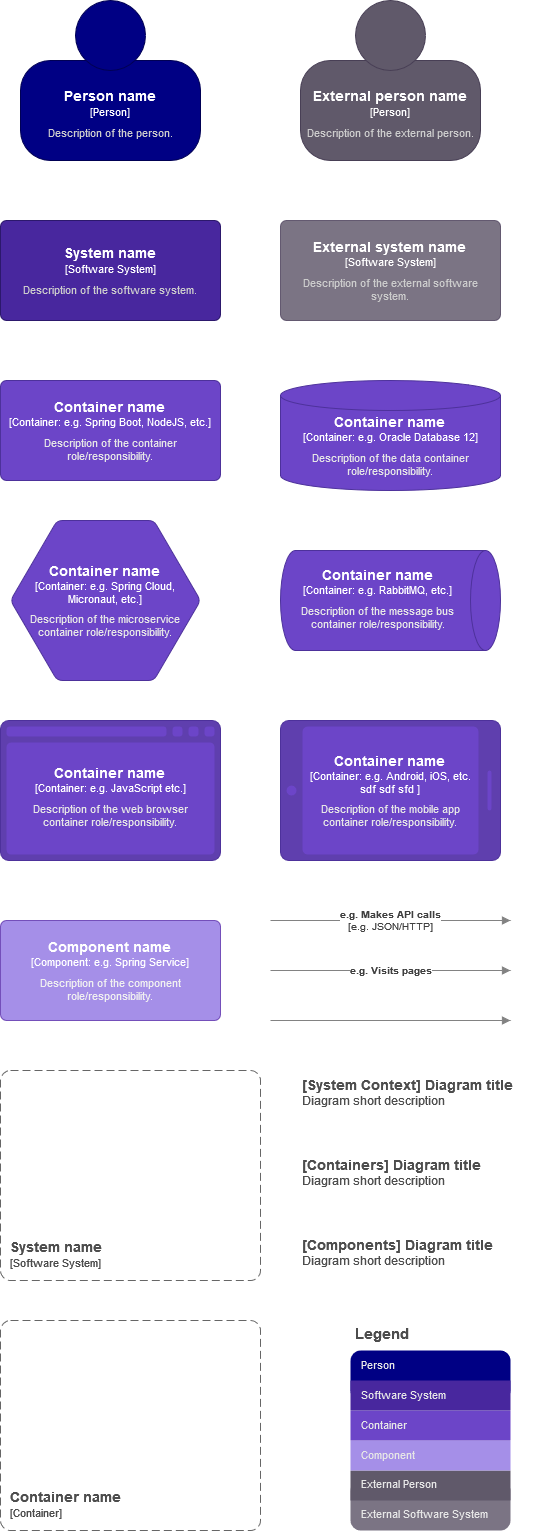 Person name
[Person]
Description of the person.
External person name
[Person]
Description of the external person.
System name
[Software System]
Description of the software system.
External system name
[Software System]
Description of the external software
system.
Container name
[Container: e.g. Spring Boot, NodeJS, etc.]
Description of the container
role/responsibility.
Container name
[Container: e.g. Oracle Database 12]
Description of the data container
role/responsibility.
Container name
[Container: e.g. Spring Cloud,
Micronaut, etc.]
Description of the microservice
container role/responsibility.
Container name
[Container: e.g. RabbitMQ, etc.]
Description of the message bus
container role/responsibility.
Container name
[Container: e.g. JavaScript etc.]
Description of the web browser
container role/responsibility.
Container name
[Container: e.g. Android, iOS, etc.
sdf sdf sfd ]
Description of the mobile app
container role/responsibility.
Component name
[Component: e.g. Spring Service]
Description of the component
role/responsibility.
e.g. Makes API calls
[e.g. JSON/HTTP]
e.g. Visits pages
System name
[Software System]
[System Context] Diagram title
Diagram short description
[Containers] Diagram title
Diagram short description
[Components] Diagram title
Diagram short description
Container name
[Container]
Legend
Person
Software System
Container
Component
External Person
External Software System